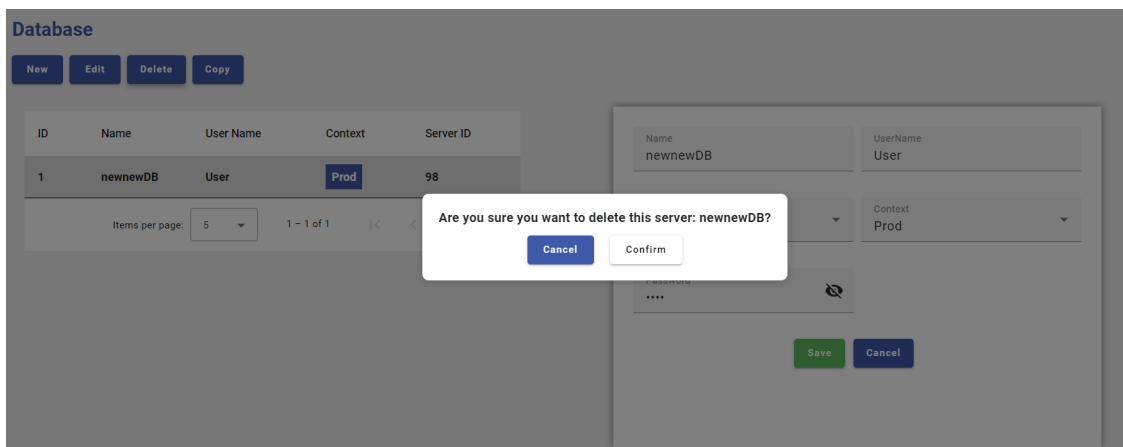 Database
New Edit Delete Copy
ID Name User Name Context Server ID
1 newnewDB User Prod 98
Items per page: 5 1 – 1 of 1
Name
newnewDB
UserName
User
Context
Prod
Are you sure you want to delete this server: newnewDB?
Cancel Confirm
Password
••••
Save Cancel